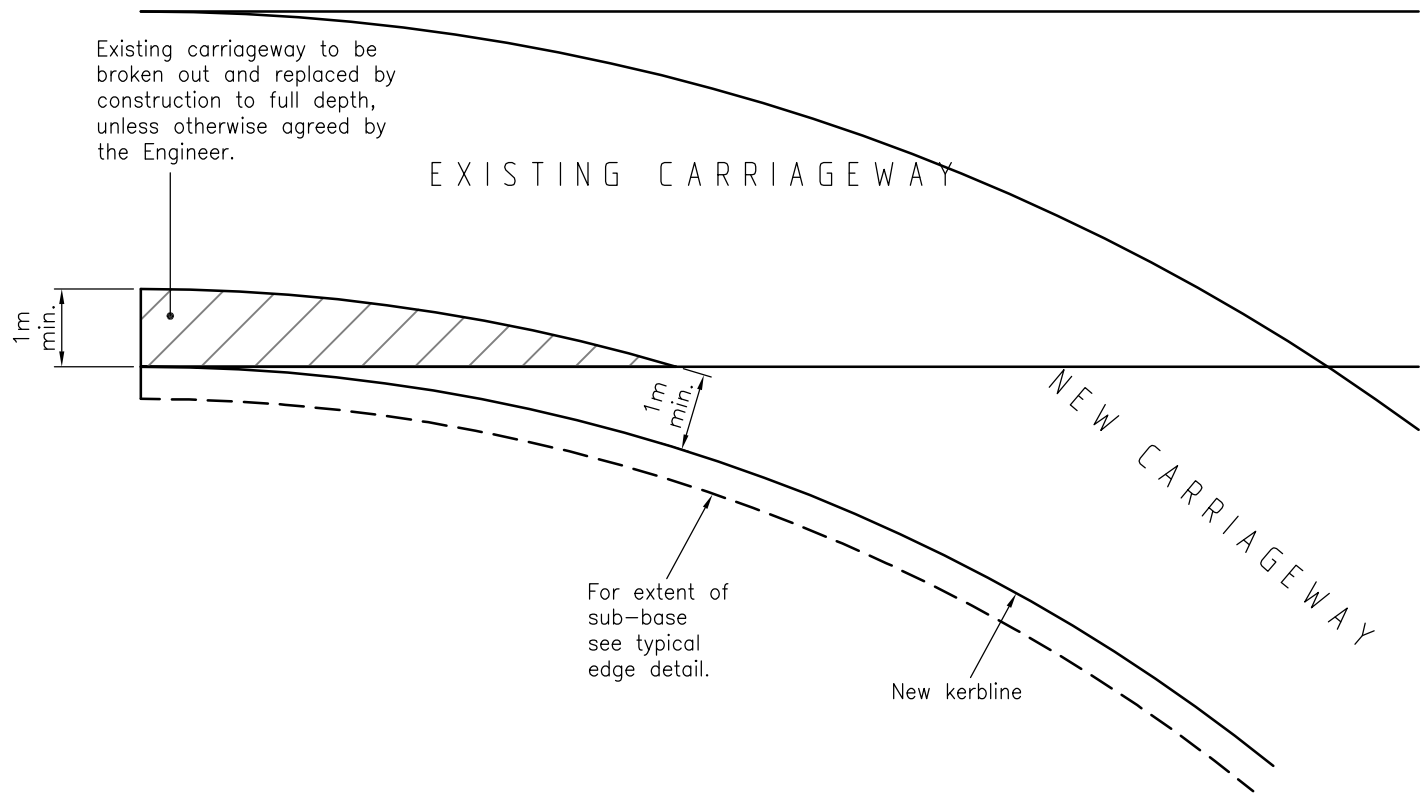 Existing carriageway to be
broken out and replaced by
construction to full depth,
unless otherwise agreed by
the Engineer.
EXISTING CARRIAGEWAY
1m
min.
1m
min.
NEW CARRIAGEWAY
For extent of
sub-base
see typical
edge detail.
New kerbline